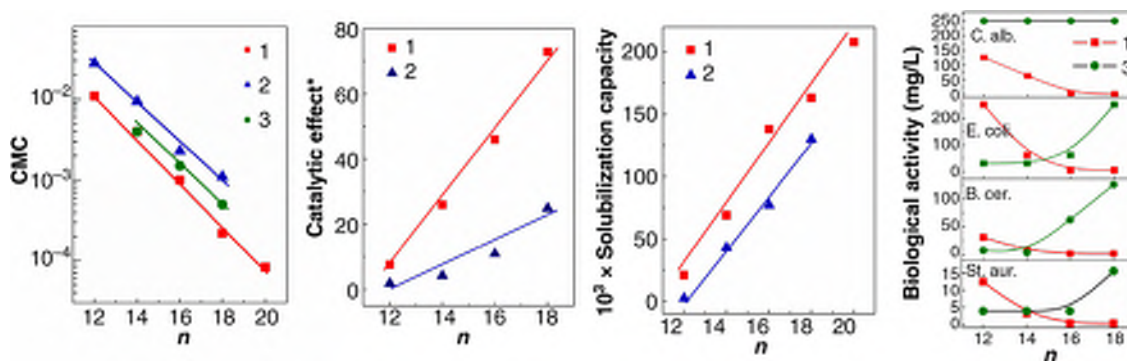 CMC
10⁻²
10⁻³
10⁻⁴
1
2
3
12 14 16 18 20
n
Catalytic effect*
80
60
40
20
0
1
2
12 14 16 18
n
10³ × Solubilization capacity
200
150
100
50
0
1
2
12 14 16 18 20
n
Biological activity (mg/L)
250
200
150
100
50
0
C. alb.
1
3
200
100
0
E. coli.
100
50
0
B. cer.
15
10
5
0
St. aur.
12 14 16 18
n